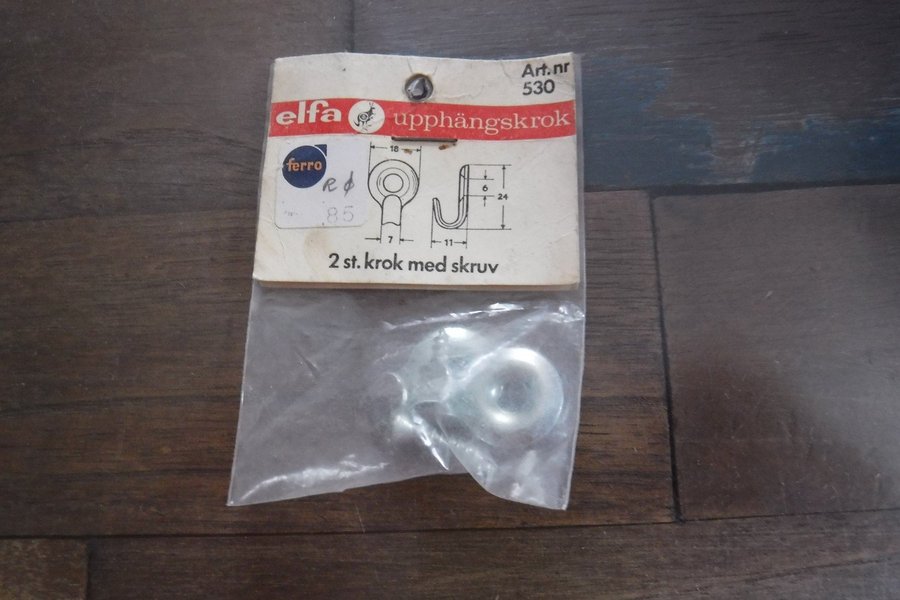 Art.nr
530
elfa upphängskrok
ferro
R ø
85
18
6
24
7
11
2 st. krok med skruv